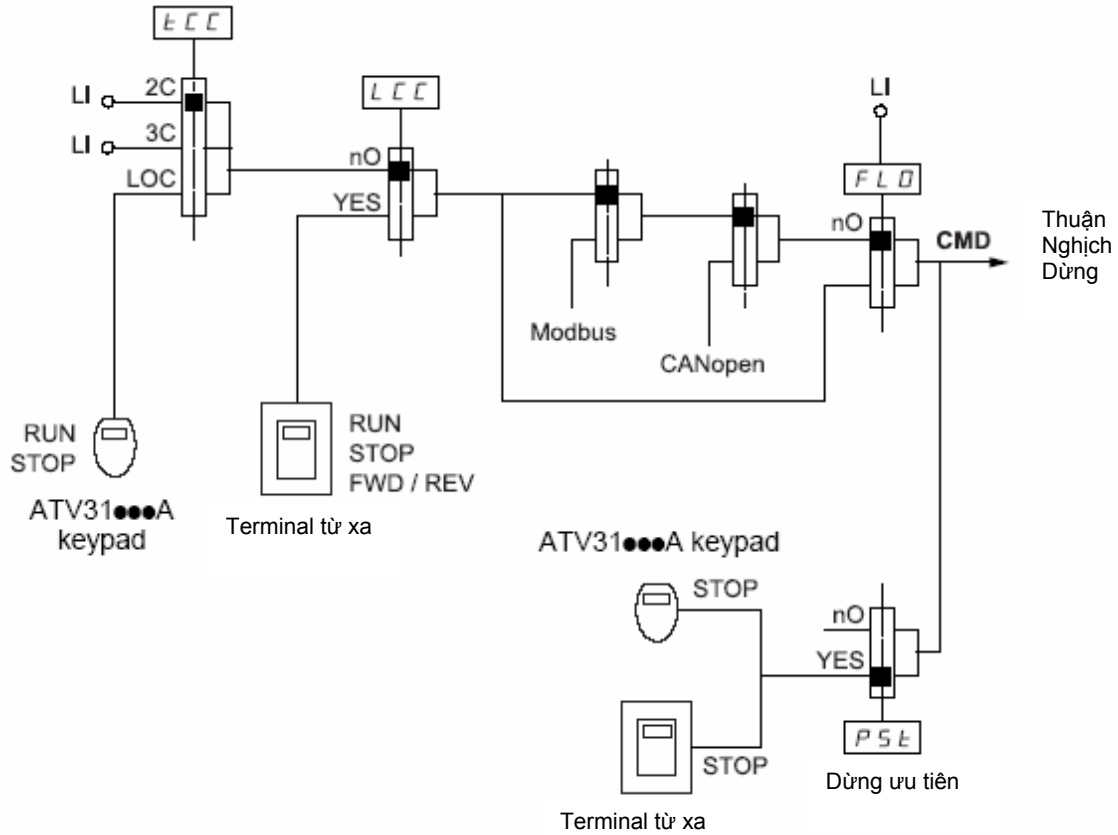 tCC
2C
LI
3C
LI
LOC
LCC
nO
YES
LI
FLO
nO
CMD
Thuận
Nghịch
Dừng
Modbus
CANopen
RUN
STOP
ATV31●●●A
keypad
RUN
STOP
FWD / REV
Terminal từ xa
ATV31●●●A keypad
STOP
nO
YES
STOP
PSt
Dừng ưu tiên
Terminal từ xa